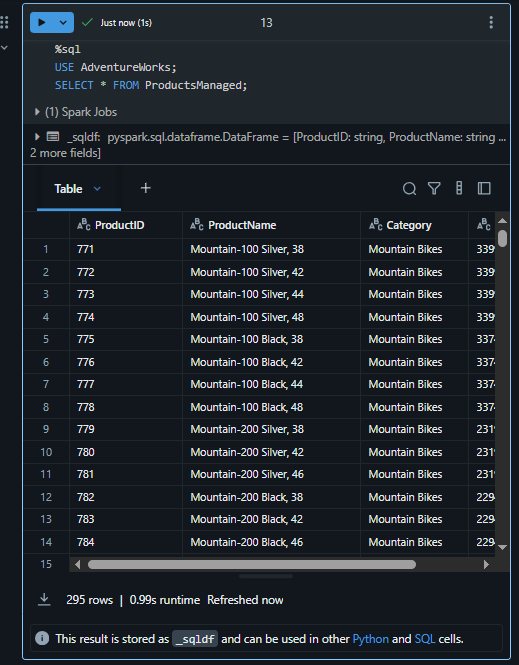 Just now (1s)
13
%sql
USE AdventureWorks;
SELECT * FROM ProductsManaged;
(1) Spark Jobs
_sqldf: pyspark.sql.dataframe.DataFrame = [ProductID: string, ProductName: string ...
2 more fields]
Table
+
ProductID ProductName Category
1 771 Mountain-100 Silver, 38 Mountain Bikes 339
2 772 Mountain-100 Silver, 42 Mountain Bikes 339
3 773 Mountain-100 Silver, 44 Mountain Bikes 339
4 774 Mountain-100 Silver, 48 Mountain Bikes 339
5 775 Mountain-100 Black, 38 Mountain Bikes 337
6 776 Mountain-100 Black, 42 Mountain Bikes 337
7 777 Mountain-100 Black, 44 Mountain Bikes 337
8 778 Mountain-100 Black, 48 Mountain Bikes 337
9 779 Mountain-200 Silver, 38 Mountain Bikes 231
10 780 Mountain-200 Silver, 42 Mountain Bikes 231
11 781 Mountain-200 Silver, 46 Mountain Bikes 231
12 782 Mountain-200 Black, 38 Mountain Bikes 229
13 783 Mountain-200 Black, 42 Mountain Bikes 229
14 784 Mountain-200 Black, 46 Mountain Bikes 229
15
295 rows | 0.99s runtime Refreshed now
This result is stored as _sqldf and can be used in other Python and SQL cells.